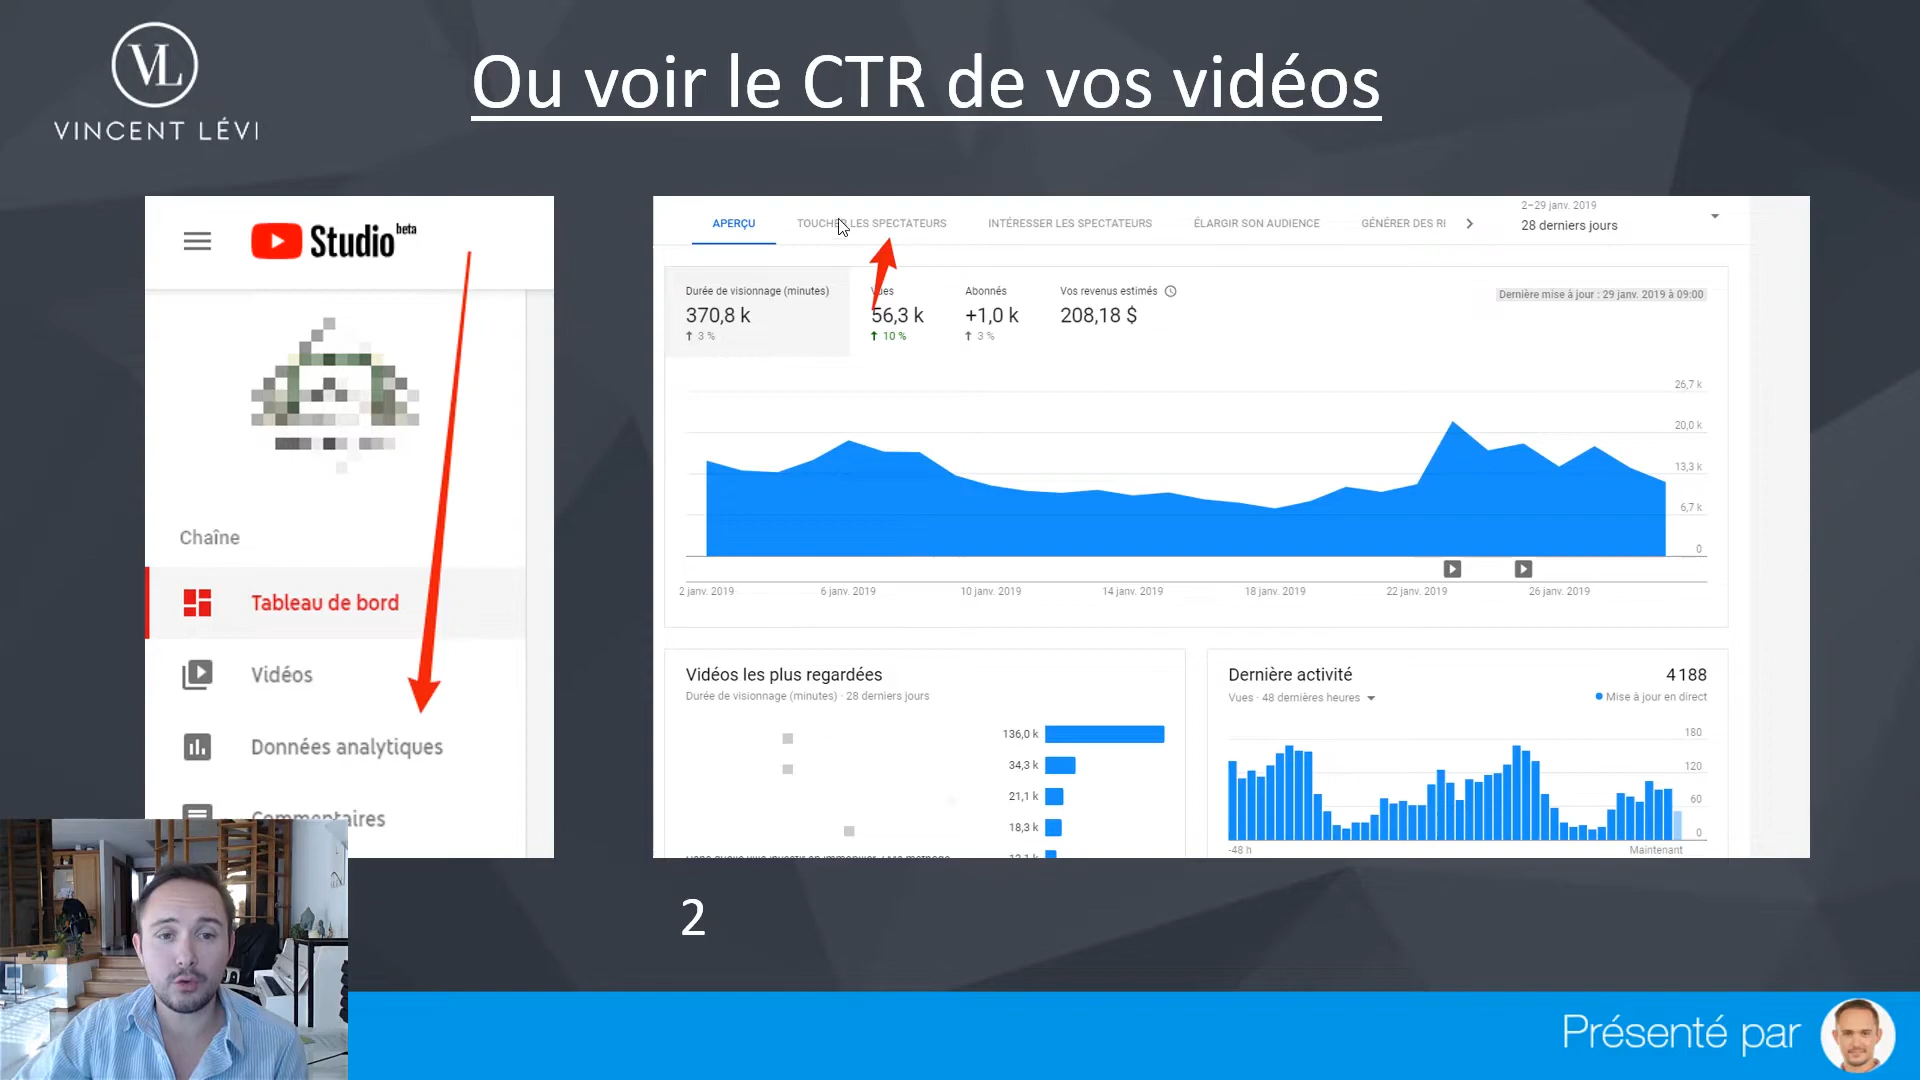 VL
VINCENT LÉVI
Ou voir le CTR de vos vidéos
Studio beta
Chaîne
Tableau de bord
Vidéos
Données analytiques
Commentaires
APERÇU
TOUCHER LES SPECTATEURS
INTÉRESSER LES SPECTATEURS
ÉLARGIR SON AUDIENCE
GÉNÉRER DES RE
2–29 janv. 2019
28 derniers jours
Durée de visionnage (minutes)
370,8 k
3 %
Vues
56,3 k
10 %
Abonnés
+1,0 k
3 %
Vos revenus estimés
208,18 $
Dernière mise à jour : 29 janv. 2019 à 09:00
26,7 k
20,0 k
13,3 k
6,7 k
0
2 janv. 2019
6 janv. 2019
10 janv. 2019
14 janv. 2019
18 janv. 2019
22 janv. 2019
26 janv. 2019
Vidéos les plus regardées
Durée de visionnage (minutes) · 28 derniers jours
136,0 k
34,3 k
21,1 k
18,3 k
Dernière activité
4 188
Vues · 48 dernières heures
Mise à jour en direct
180
120
60
0
-48 h
Maintenant
2
Présenté par